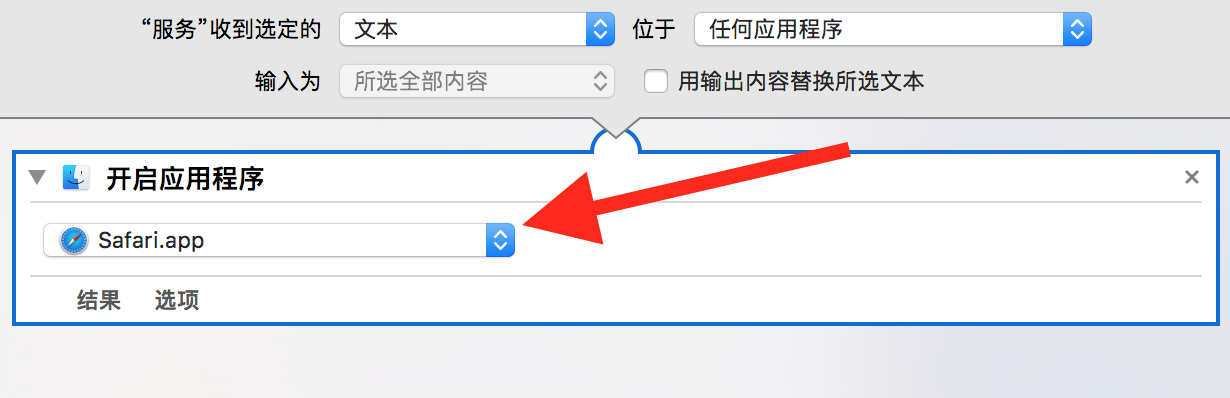 “服务”收到选定的 文本 位于 任何应用程序
输入为 所选全部内容 用输出内容替换所选文本
开启应用程序
Safari.app
结果 选项